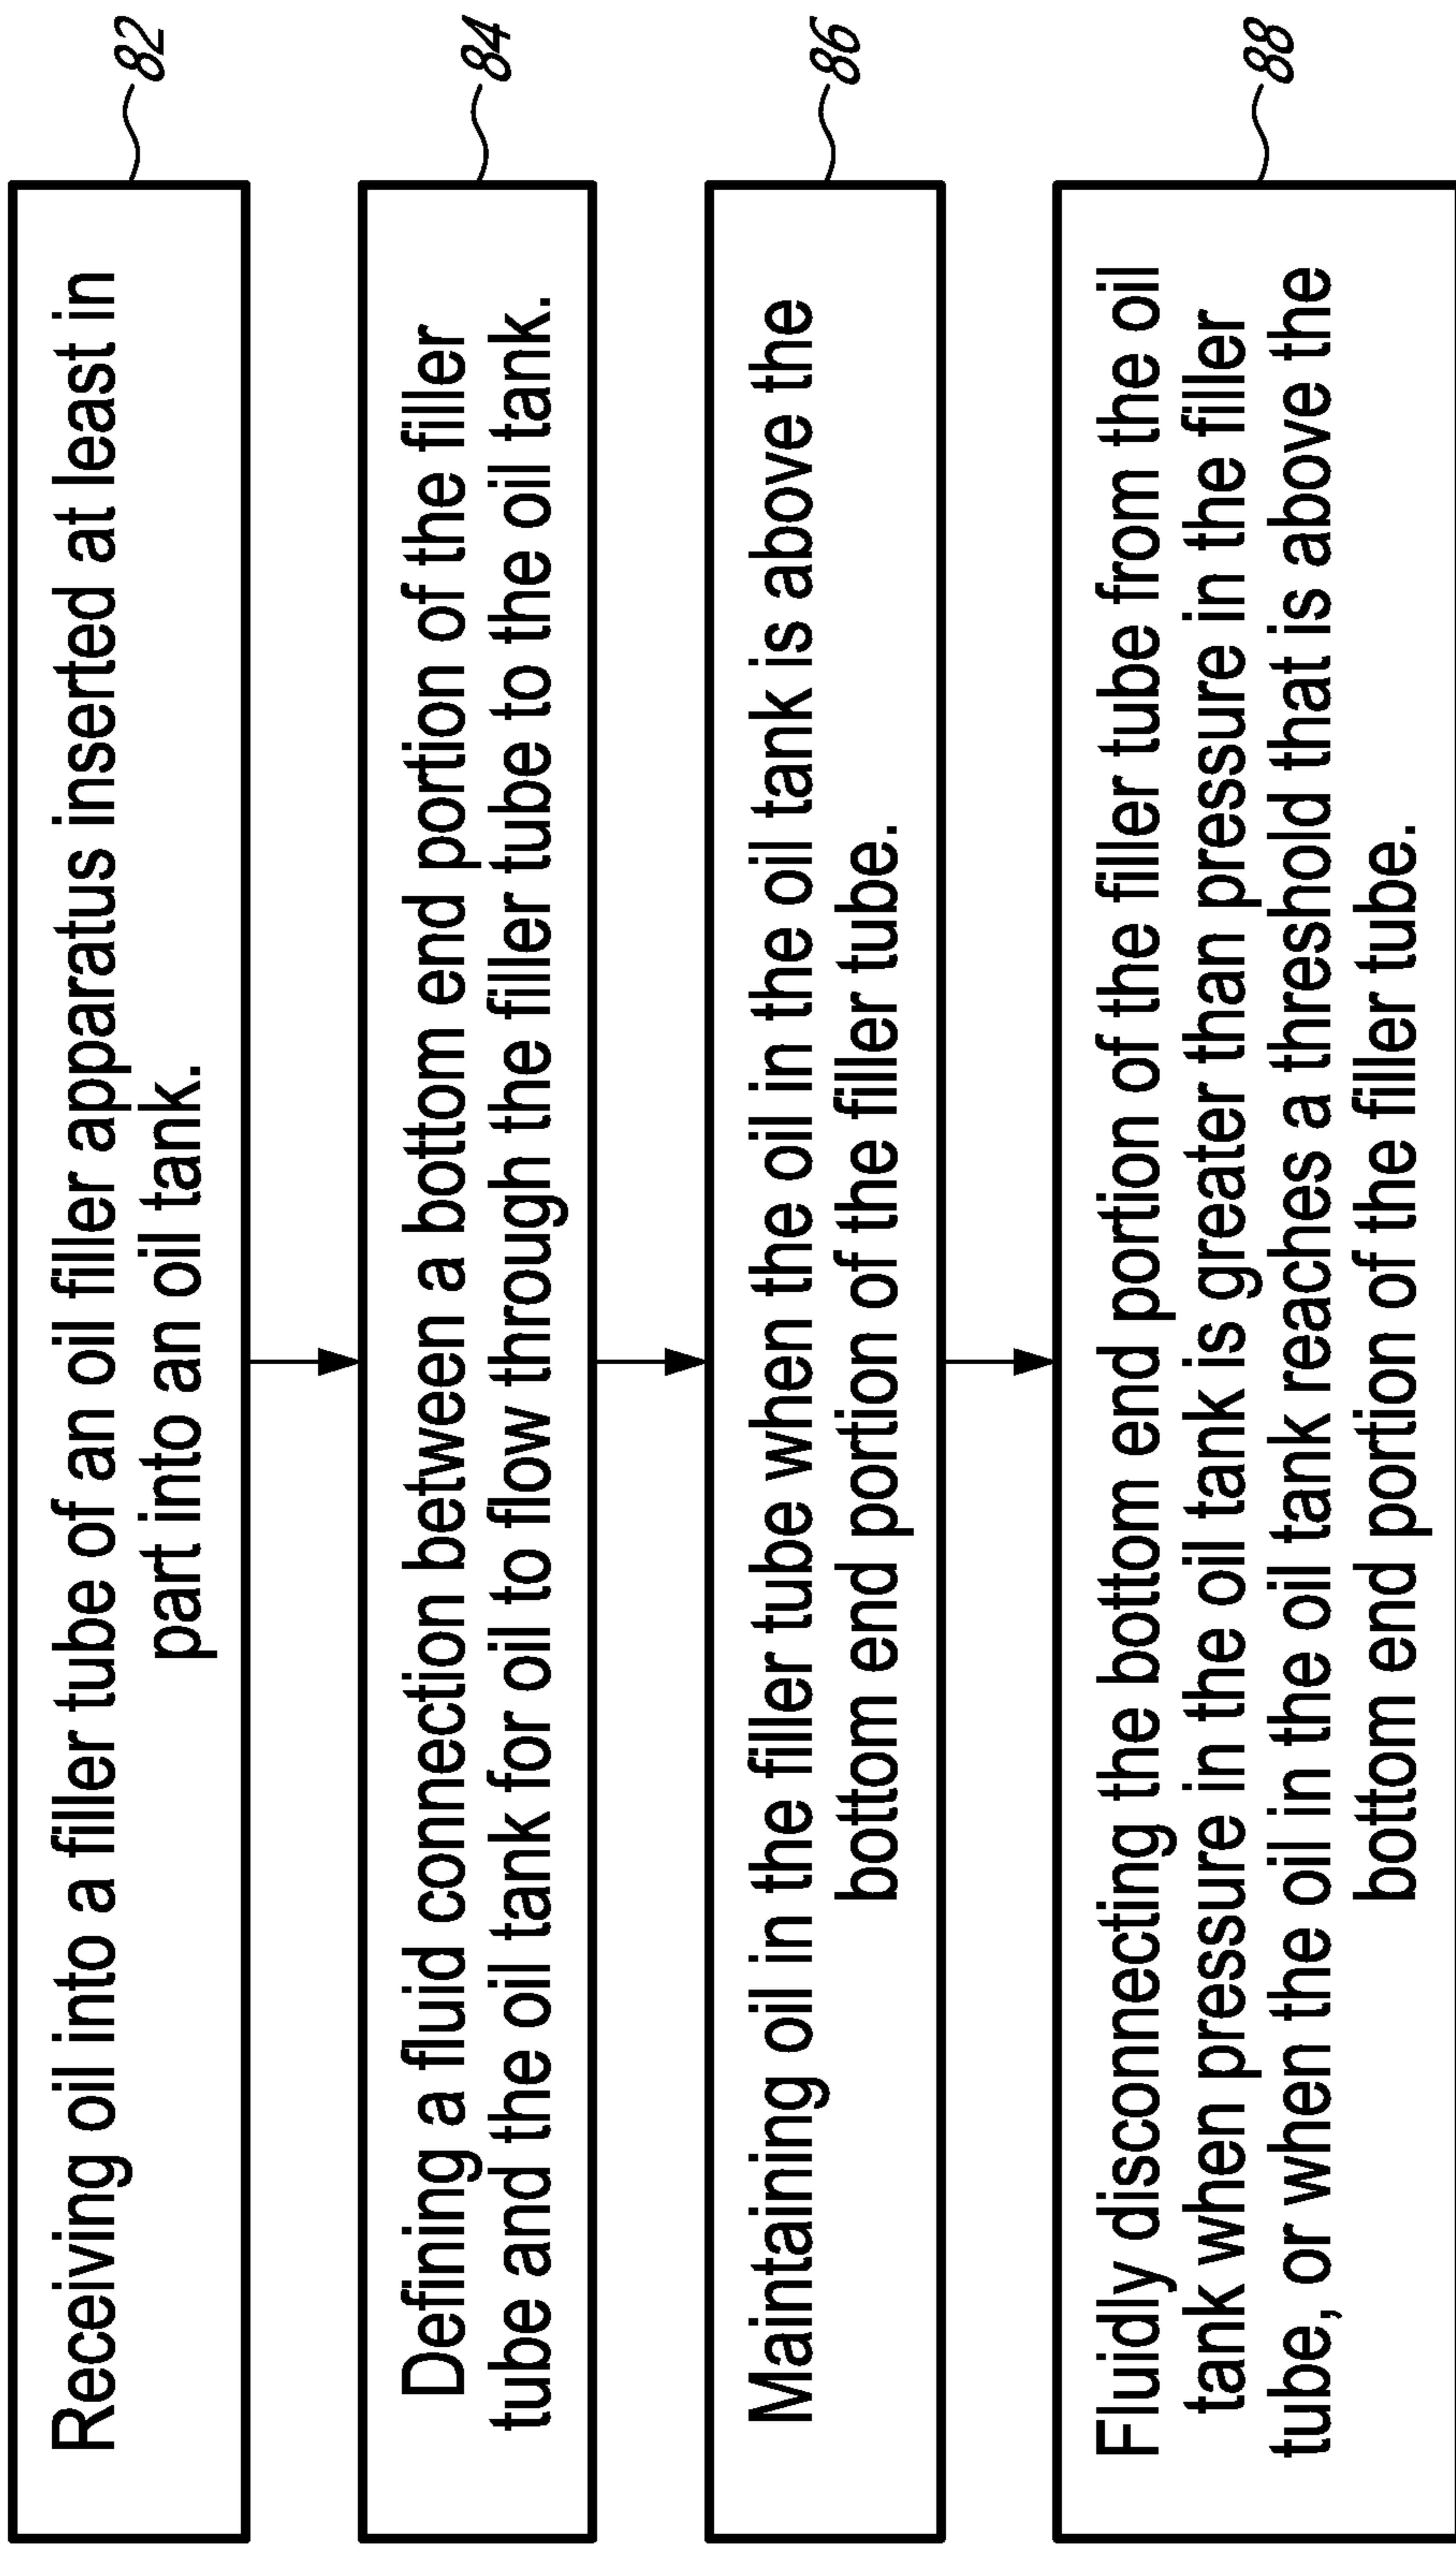 Receiving oil into a filler tube of an oil filler apparatus inserted at least in
part into an oil tank.
82
Defining a fluid connection between a bottom end portion of the filler
tube and the oil tank for oil to flow through the filler tube to the oil tank.
84
Maintaining oil in the filler tube when the oil in the oil tank is above the
bottom end portion of the filler tube.
86
Fluidly disconnecting the bottom end portion of the filler tube from the oil
tank when pressure in the oil tank is greater than pressure in the filler
tube, or when the oil in the oil tank reaches a threshold that is above the
bottom end portion of the filler tube.
88